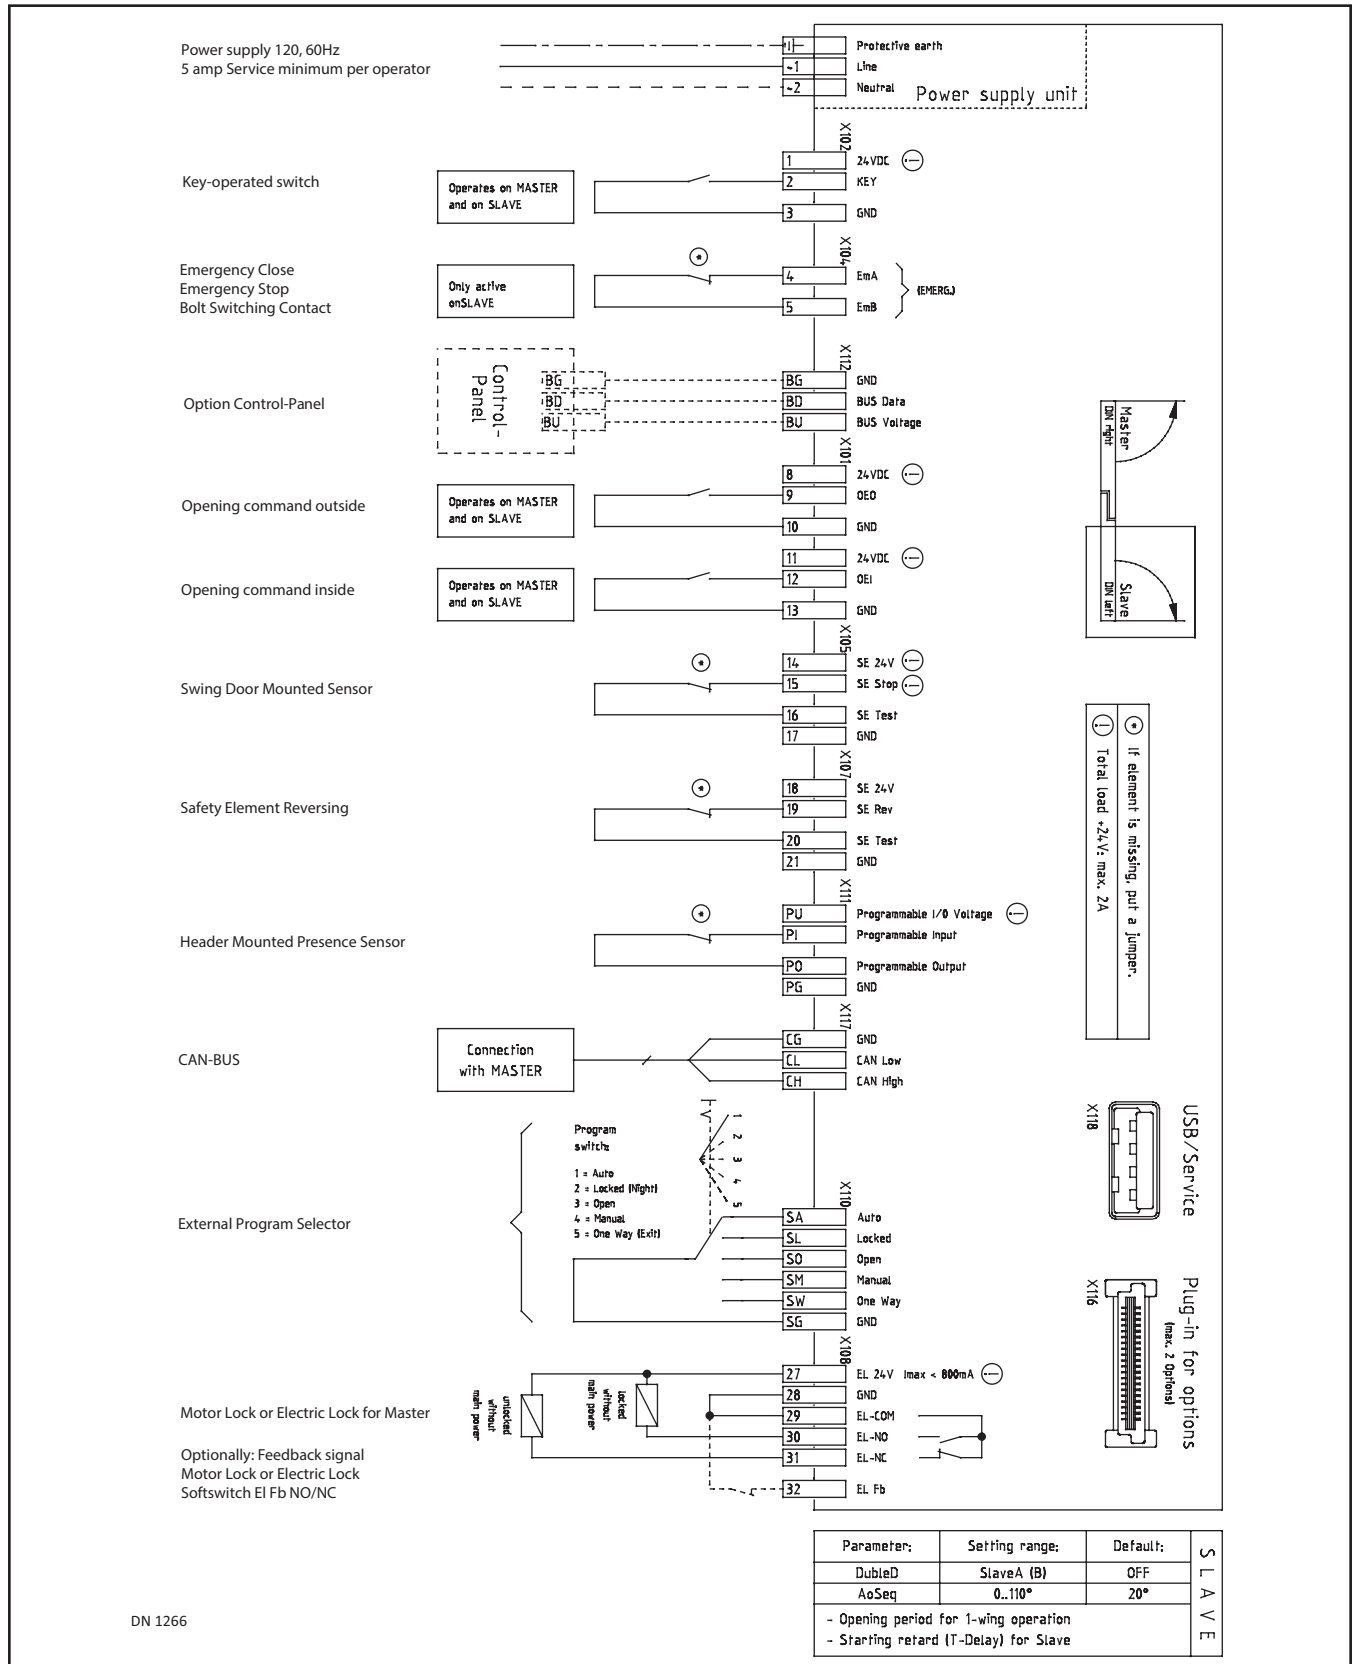 Power supply 120, 60Hz
5 amp Service minimum per operator
Protective earth
~1 Line
~2 Neutral
Power supply unit
X102
Key-operated switch
Operates on MASTER
and on SLAVE
1 24VDC
2 KEY
3 GND
X104
Emergency Close
Emergency Stop
Bolt Switching Contact
Only active
onSLAVE
4 EmA
5 EmB
(EMERG.)
X112
Option Control-Panel
Control-
Panel
BG BG GND
BD BD BUS Data
BU BU BUS Voltage
X101
Opening command outside
Operates on MASTER
and on SLAVE
8 24VDC
9 OEO
10 GND
Opening command inside
Operates on MASTER
and on SLAVE
11 24VDC
12 OEI
13 GND
Master
DIN right
Slave
DIN left
X105
Swing Door Mounted Sensor
14 SE 24V
15 SE Stop
16 SE Test
17 GND
X107
Safety Element Reversing
18 SE 24V
19 SE Rev
20 SE Test
21 GND
* If element is missing, put a jumper.
i Total load +24V: max. 2A
X111
Header Mounted Presence Sensor
PU Programmable I/O Voltage
PI Programmable Input
PO Programmable Output
PG GND
X117
CAN-BUS
Connection
with MASTER
CG GND
CL CAN Low
CH CAN High
X118
USB/Service
External Program Selector
Program
switch:
1 = Auto
2 = Locked (Night)
3 = Open
4 = Manual
5 = One Way (Exit)
1
2
3
4
5
X110
SA Auto
SL Locked
SO Open
SM Manual
SW One Way
SG GND
X116
Plug-in for options
(max. 2 Options)
X108
Motor Lock or Electric Lock for Master
unlocked
without
main power
locked
without
main power
27 EL 24V Imax < 800mA
28 GND
29 EL-COM
30 EL-NO
31 EL-NC
32 EL Fb
Optionally: Feedback signal
Motor Lock or Electric Lock
Softswitch El Fb NO/NC
Parameter: Setting range: Default:
DubleD SlaveA (B) OFF
AoSeq 0..110° 20°
- Opening period for 1-wing operation
- Starting retard (T-Delay) for Slave
SLAVE
DN 1266